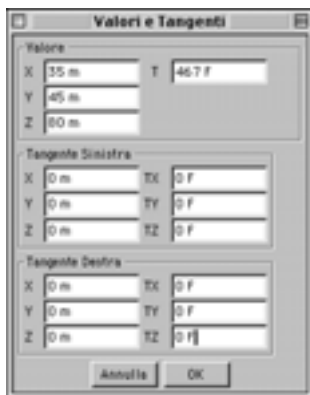 Valori e Tangenti
Valore
X 35 m T 467 F
Y 45 m
Z 80 m
Tangente Sinistra
X 0 m TX 0 F
Y 0 m TY 0 F
Z 0 m TZ 0 F
Tangente Destra
X 0 m TX 0 F
Y 0 m TY 0 F
Z 0 m TZ 0 F
Annulla OK